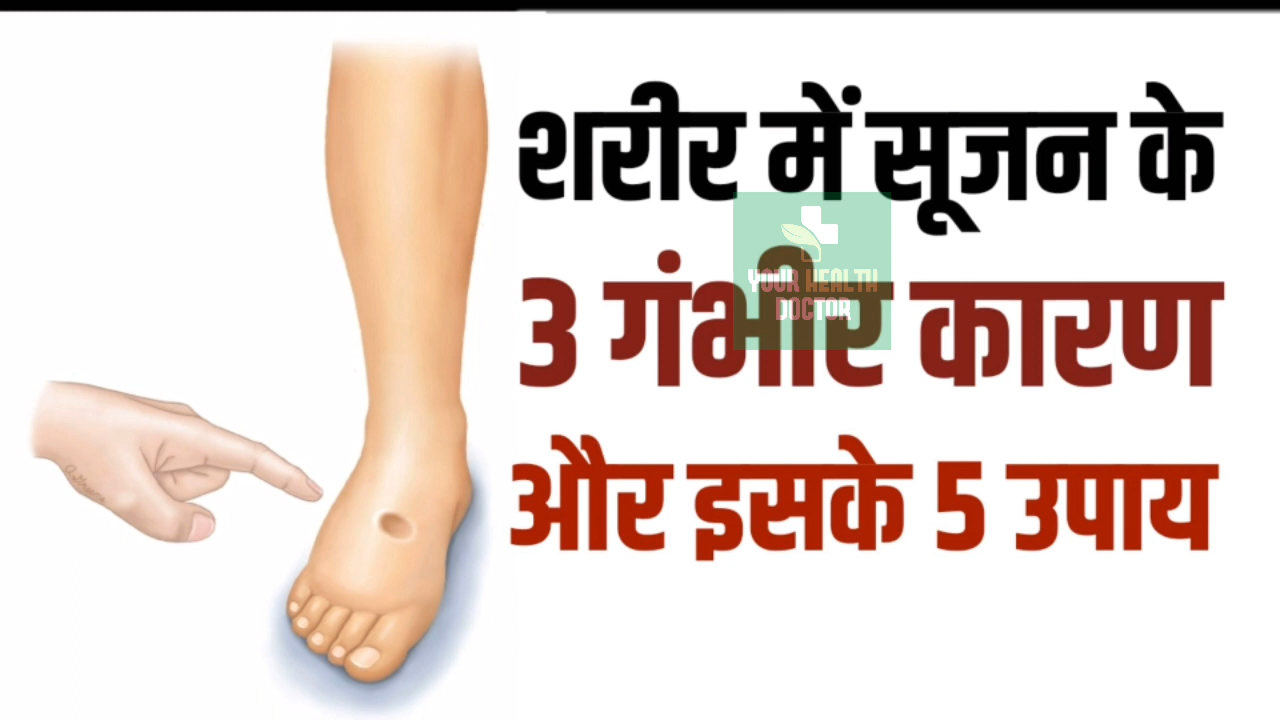 शरीर में सूजन के
YOUR HEALTH
DOCTOR
3 गंभीर कारण
और इसके 5 उपाय